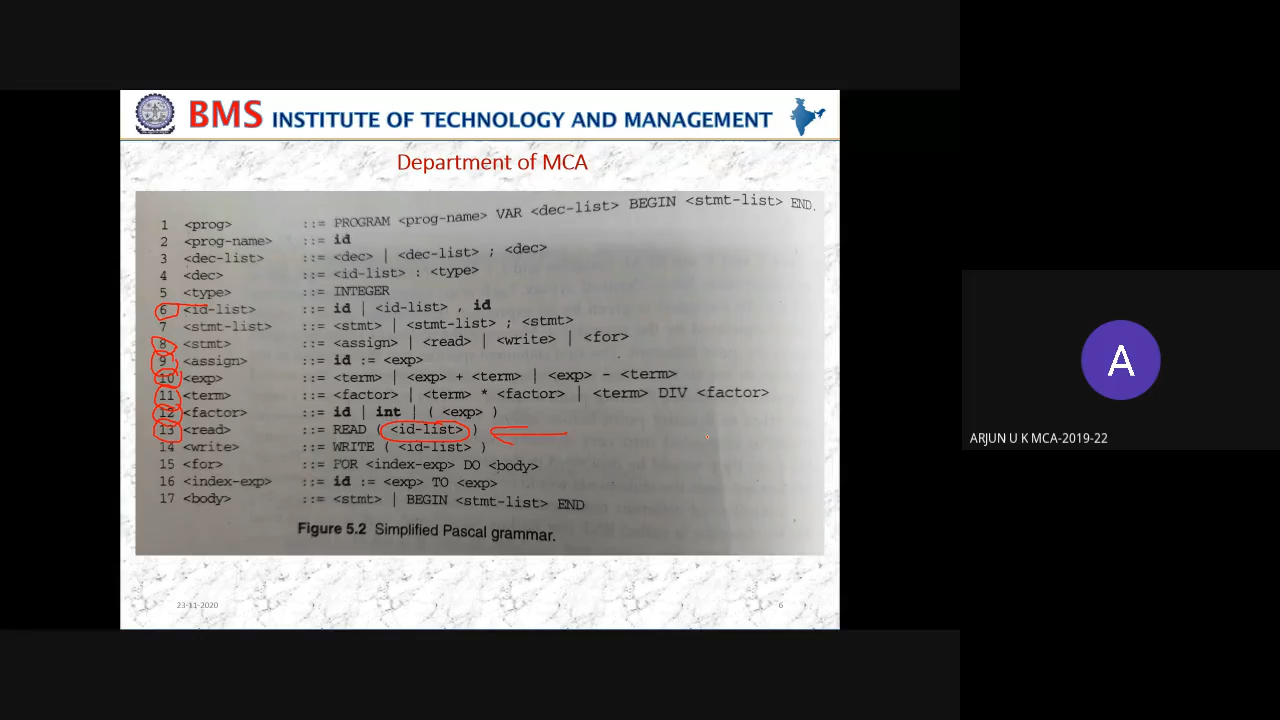 BMS INSTITUTE OF TECHNOLOGY AND MANAGEMENT
Department of MCA
1 <prog> ::= PROGRAM <prog-name> VAR <dec-list> BEGIN <stmt-list> END.
2 <prog-name> ::= id
3 <dec-list> ::= <dec> | <dec-list> ; <dec>
4 <dec> ::= <id-list> : <type>
5 <type> ::= INTEGER
6 <id-list> ::= id | <id-list> , id
7 <stmt-list> ::= <stmt> | <stmt-list> ; <stmt>
8 <stmt> ::= <assign> | <read> | <write> | <for>
9 <assign> ::= id := <exp>
10 <exp> ::= <term> | <exp> + <term> | <exp> - <term>
11 <term> ::= <factor> | <term> * <factor> | <term> DIV <factor>
12 <factor> ::= id | int | ( <exp> )
13 <read> ::= READ ( <id-list> )
14 <write> ::= WRITE ( <id-list> )
15 <for> ::= FOR <index-exp> DO <body>
16 <index-exp> ::= id := <exp> TO <exp>
17 <body> ::= <stmt> | BEGIN <stmt-list> END
Figure 5.2 Simplified Pascal grammar.
23-11-2020 6
A
ARJUN U K MCA-2019-22